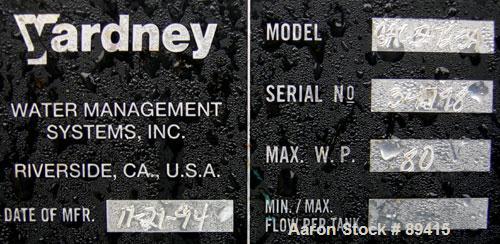 Yardney
WATER MANAGEMENT
SYSTEMS, INC.
RIVERSIDE, CA., U.S.A.
DATE OF MFR. 11-21-94
MODEL
SERIAL NO
MAX. W. P. 80
MIN./MAX.
FLOW PER TANK
Aaron Stock # 89415